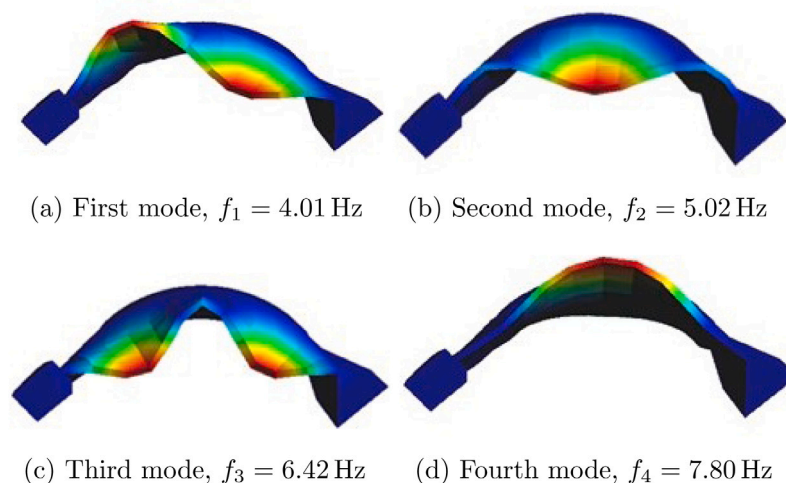 (a) First mode, f₁ = 4.01 Hz
(b) Second mode, f₂ = 5.02 Hz
(c) Third mode, f₃ = 6.42 Hz
(d) Fourth mode, f₄ = 7.80 Hz